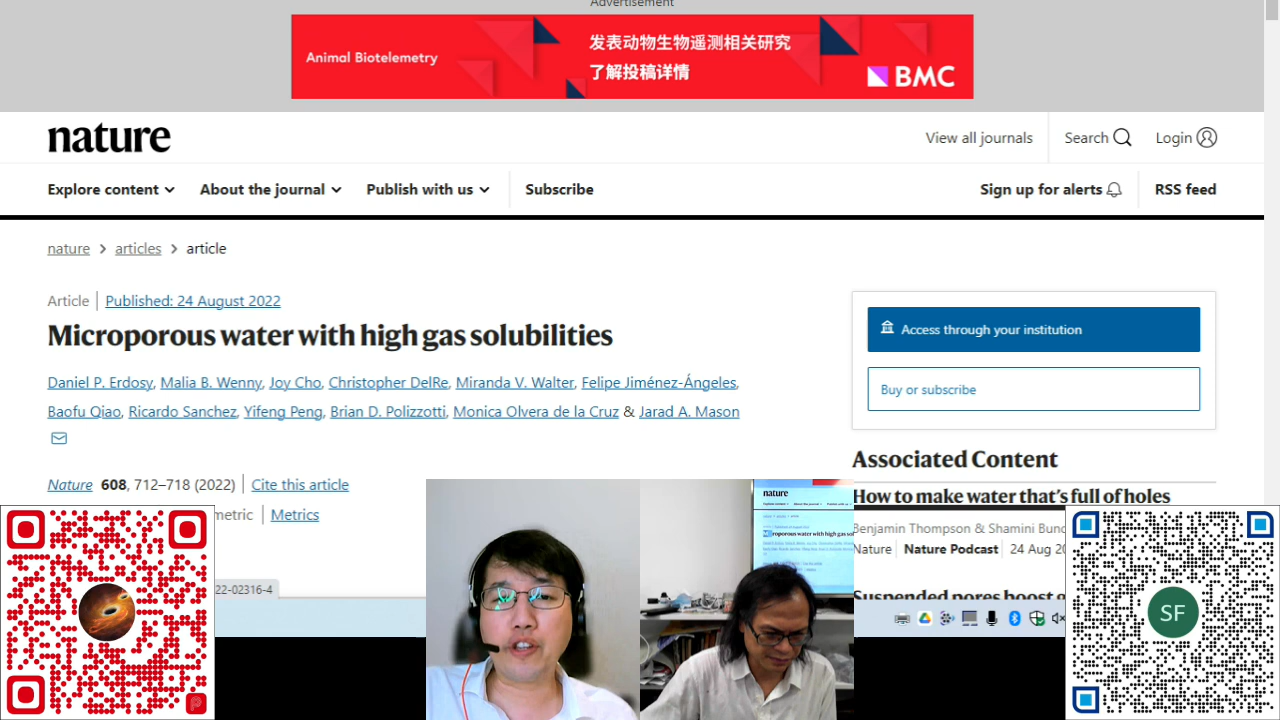 Advertisement
Animal Biotelemetry
发表动物生物遥测相关研究
了解投稿详情
BMC
nature
View all journals
Search
Login
Explore content
About the journal
Publish with us
Subscribe
Sign up for alerts
RSS feed
nature > articles > article
Article | Published: 24 August 2022
Microporous water with high gas solubilities
Daniel P. Erdosy, Malia B. Wenny, Joy Cho, Christopher DelRe, Miranda V. Walter, Felipe Jiménez-Ángeles,
Baofu Qiao, Ricardo Sanchez, Yifeng Peng, Brian D. Polizzotti, Monica Olvera de la Cruz & Jarad A. Mason
Nature 608, 712–718 (2022) | Cite this article
metric | Metrics
22-02316-4
Access through your institution
Buy or subscribe
Associated Content
How to make water that's full of holes
Benjamin Thompson & Shamini Bund
Nature | Nature Podcast | 24 Aug 20
Suspended pores boost g
nature
SF